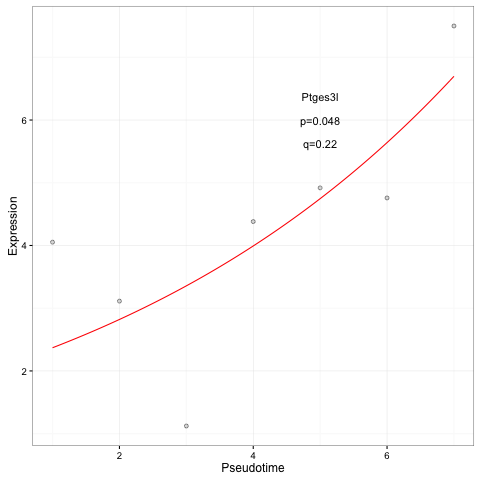 Ptges3l
p=0.048
q=0.22
6
4
2
Expression
2 4 6
Pseudotime